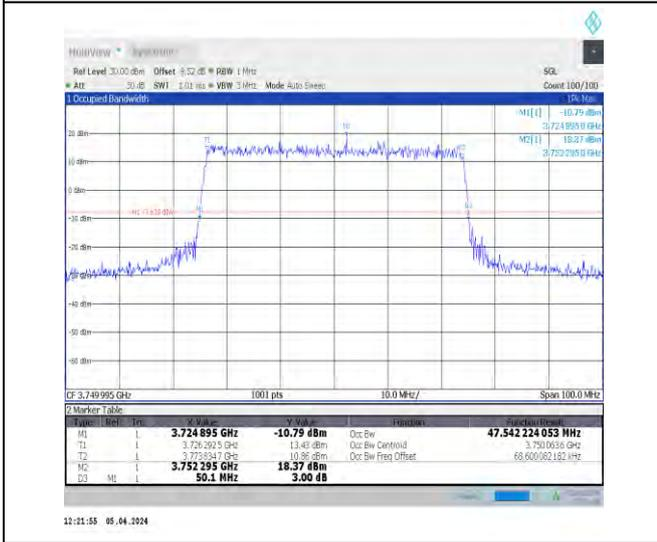 MultiView Spectrum
Ref Level 30.00 dBm Offset 8.52 dB RBW 1 MHz SGL
Att 30 dB SWT 1.01 ms VBW 3 MHz Mode Auto Sweep Count 100/100
1 Occupied Bandwidth 1Pk Max
M1[1] -10.79 dBm
3.724 8950 GHz
M2[1] 18.37 dBm
3.752 2950 GHz
20 dBm
10 dBm
0 dBm
-10 dBm
-20 dBm
-30 dBm
-40 dBm
-50 dBm
-60 dBm
T1
M1
CF 3.749 995 GHz 1001 pts 10.0 MHz/ Span 100.0 MHz
2 Marker Table
Type Ref Trc X-Value Y-Value Function Function Result
M1 1 3.724 895 GHz -10.79 dBm Occ Bw 47.542 224 053 MHz
T1 1 3.726 292 5 GHz 13.43 dBm Occ Bw Centroid 3.750 063 6 GHz
T2 1 3.773 834 7 GHz 10.86 dBm Occ Bw Freq Offset 68.600 082 182 kHz
M2 1 3.752 295 GHz 18.37 dBm
D3 M1 1 50.1 MHz 3.00 dB
12:21:55 05.04.2024